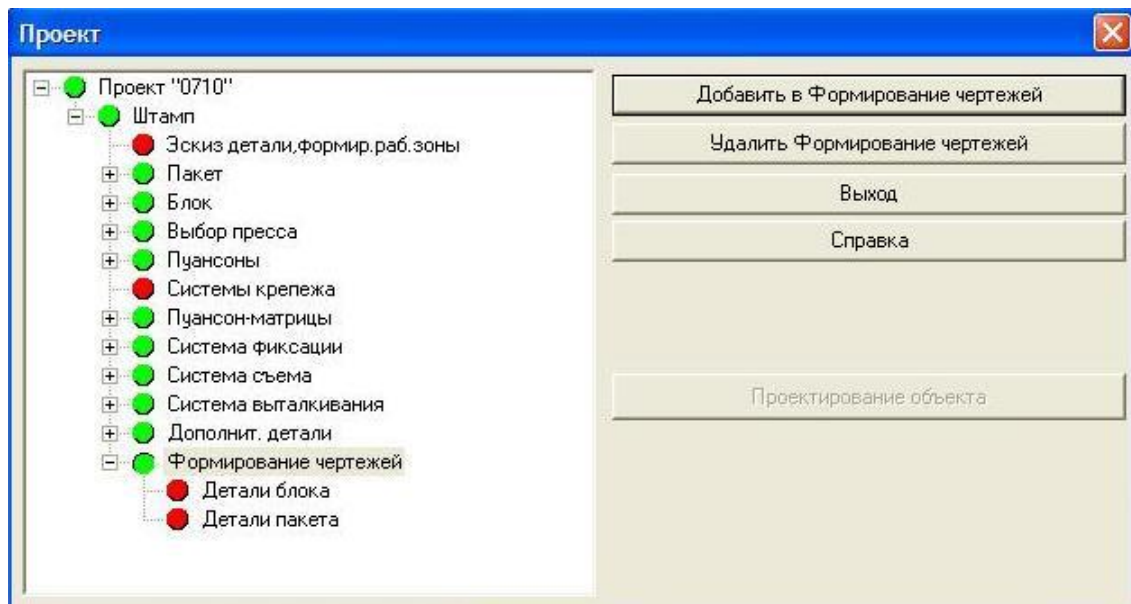 Проект
Проект "0710"
Штамп
Эскиз детали,формир.раб.зоны
Пакет
Блок
Выбор пресса
Пуансоны
Системы крепежа
Пуансон-матрицы
Система фиксации
Система съема
Система выталкивания
Дополнит. детали
Формирование чертежей
Детали блока
Детали пакета
Добавить в Формирование чертежей
Удалить Формирование чертежей
Выход
Справка
Проектирование объекта